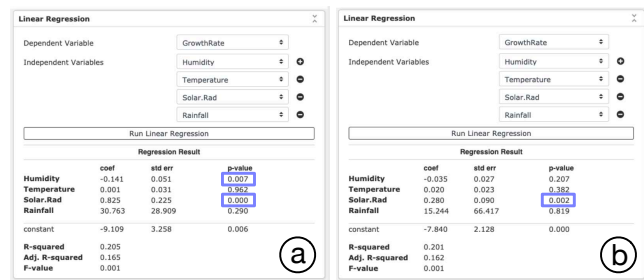 Linear Regression
Dependent Variable GrowthRate
Independent Variables Humidity
Temperature
Solar.Rad
Rainfall
Run Linear Regression
Regression Result
coef std err p-value
Humidity -0.141 0.051 0.007
Temperature 0.001 0.031 0.962
Solar.Rad 0.825 0.225 0.000
Rainfall 30.763 28.909 0.290
constant -9.109 3.258 0.006
R-squared 0.205
Adj. R-squared 0.165
F-value 0.001
a
Linear Regression
Dependent Variable GrowthRate
Independent Variables Humidity
Temperature
Solar.Rad
Rainfall
Run Linear Regression
Regression Result
coef std err p-value
Humidity -0.035 0.027 0.207
Temperature 0.020 0.023 0.382
Solar.Rad 0.280 0.090 0.002
Rainfall 15.244 66.417 0.819
constant -7.840 2.128 0.000
R-squared 0.201
Adj. R-squared 0.162
F-value 0.001
b